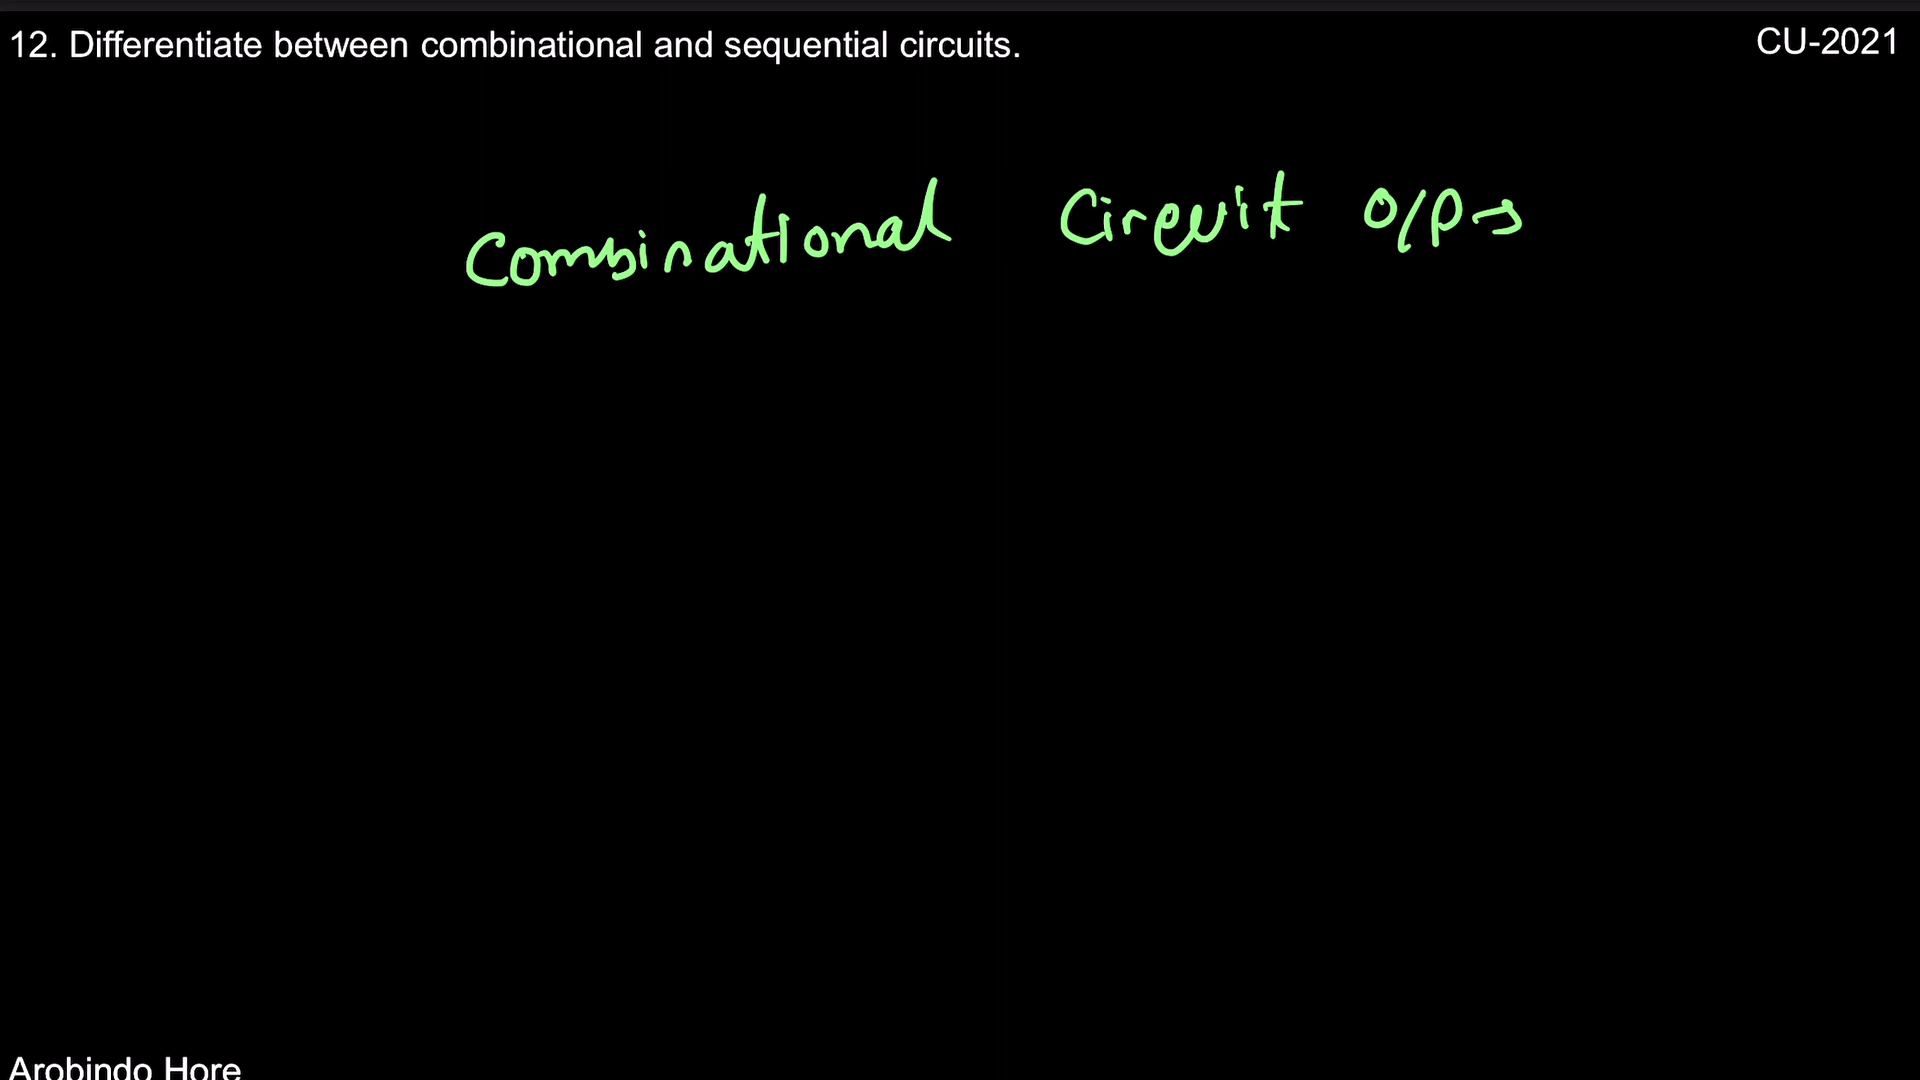 12. Differentiate between combinational and sequential circuits.
CU-2021
Combinational Circuit O/P→
Arobindo Hore